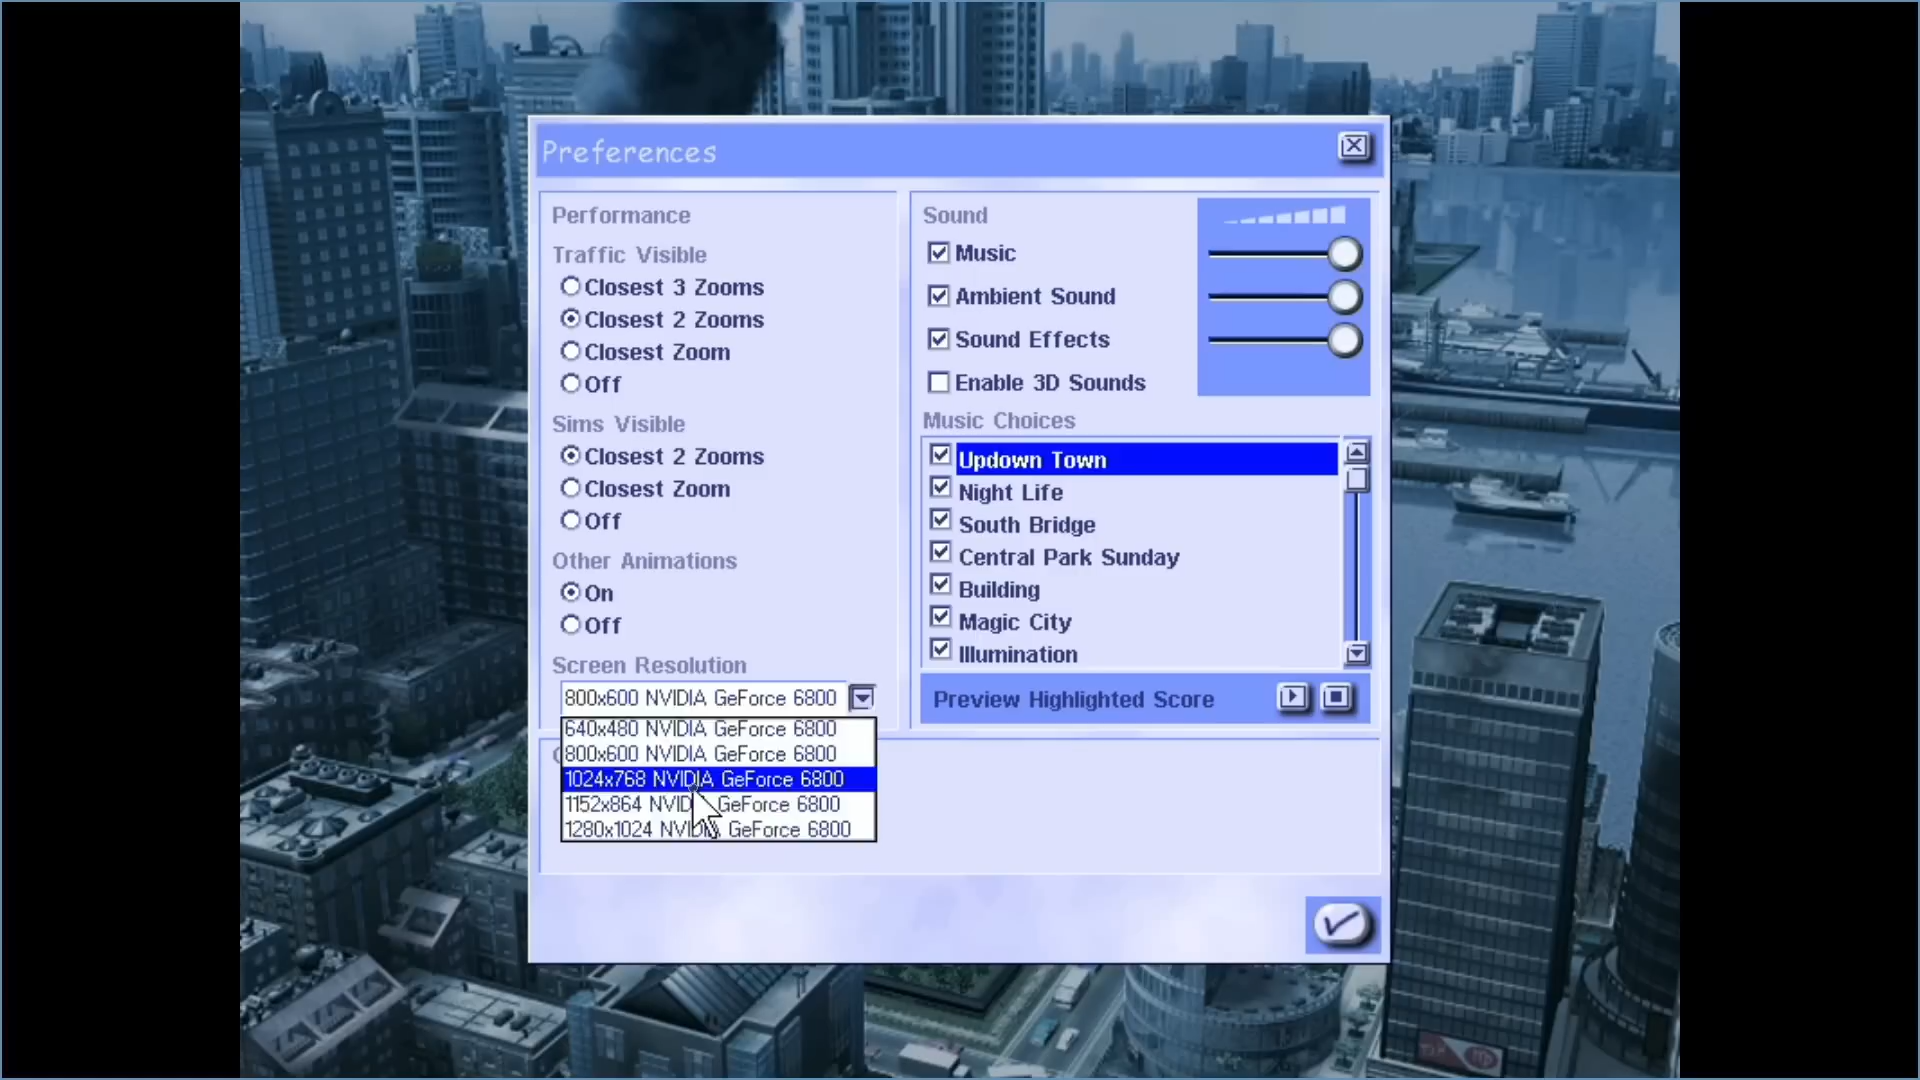 Preferences
Performance
Traffic Visible
Closest 3 Zooms
Closest 2 Zooms
Closest Zoom
Off
Sims Visible
Closest 2 Zooms
Closest Zoom
Off
Other Animations
On
Off
Screen Resolution
800x600 NVIDIA GeForce 6800
640x480 NVIDIA GeForce 6800
800x600 NVIDIA GeForce 6800
1024x768 NVIDIA GeForce 6800
1152x864 NVIDIA GeForce 6800
1280x1024 NVIDIA GeForce 6800
Sound
Music
Ambient Sound
Sound Effects
Enable 3D Sounds
Music Choices
Updown Town
Night Life
South Bridge
Central Park Sunday
Building
Magic City
Illumination
Preview Highlighted Score